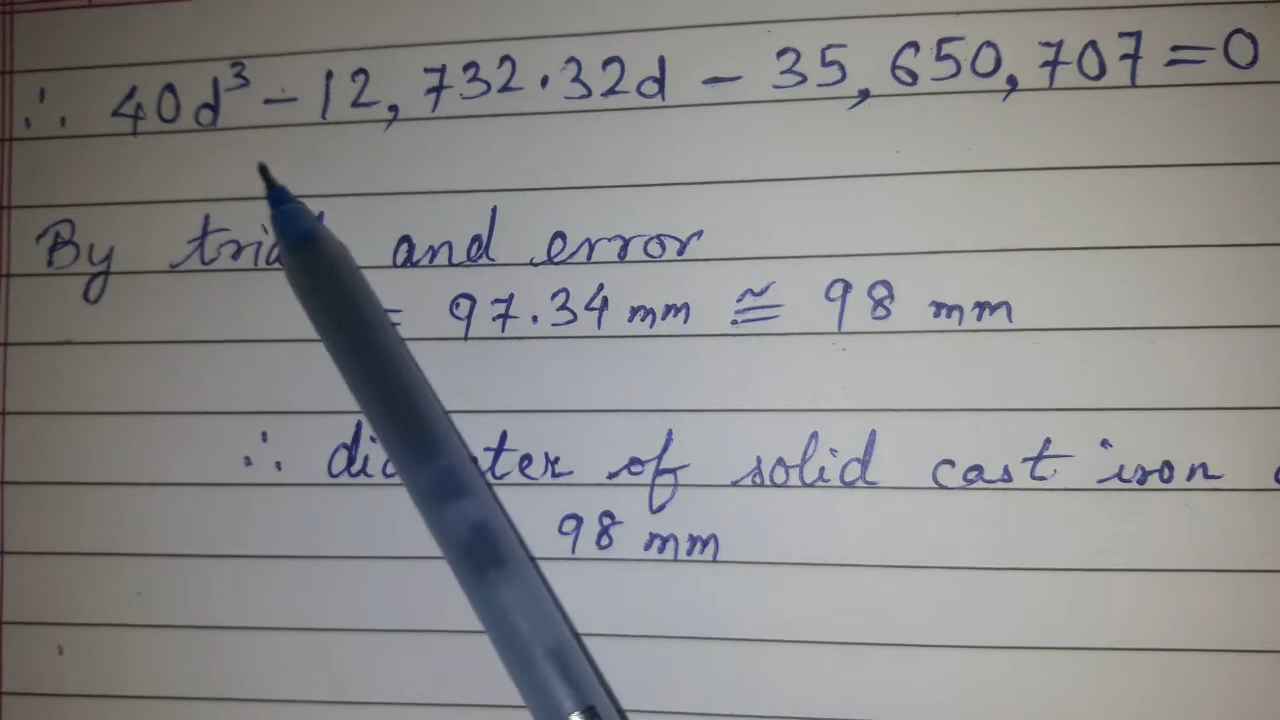 ∴ 40d³ - 12,732.32d - 35,650,707 = 0
By and error
= 97.34 mm ≅ 98 mm
∴ of solid cast iron
98 mm